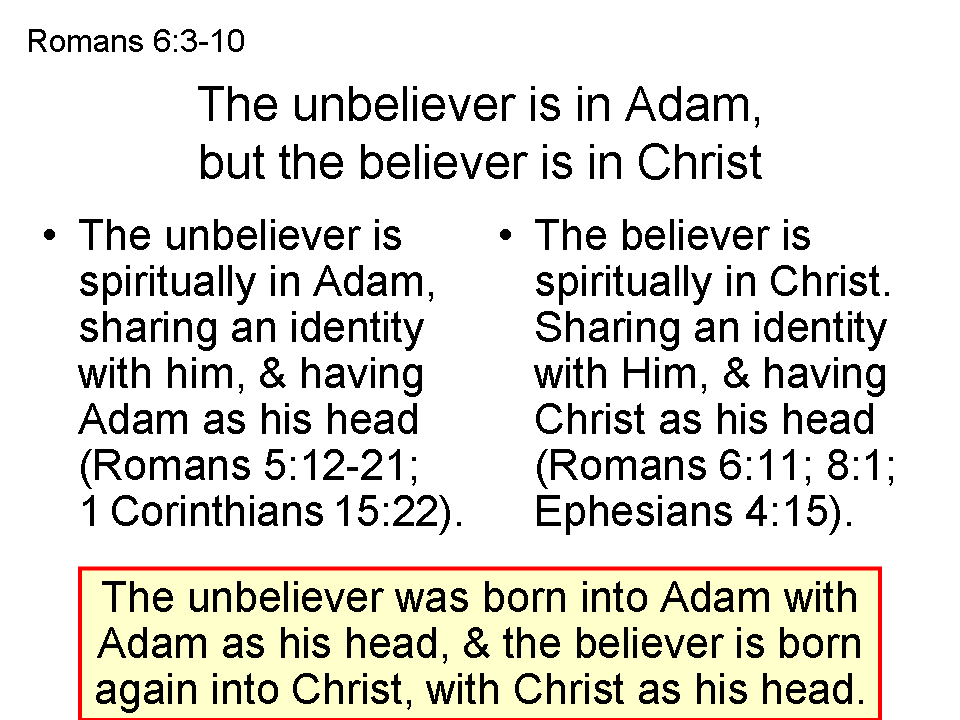 Romans 6:3-10
The unbeliever is in Adam,
but the believer is in Christ
• The unbeliever is
spiritually in Adam,
sharing an identity
with him, & having
Adam as his head
(Romans 5:12-21;
1 Corinthians 15:22).
• The believer is
spiritually in Christ.
Sharing an identity
with Him, & having
Christ as his head
(Romans 6:11; 8:1;
Ephesians 4:15).
The unbeliever was born into Adam with
Adam as his head, & the believer is born
again into Christ, with Christ as his head.